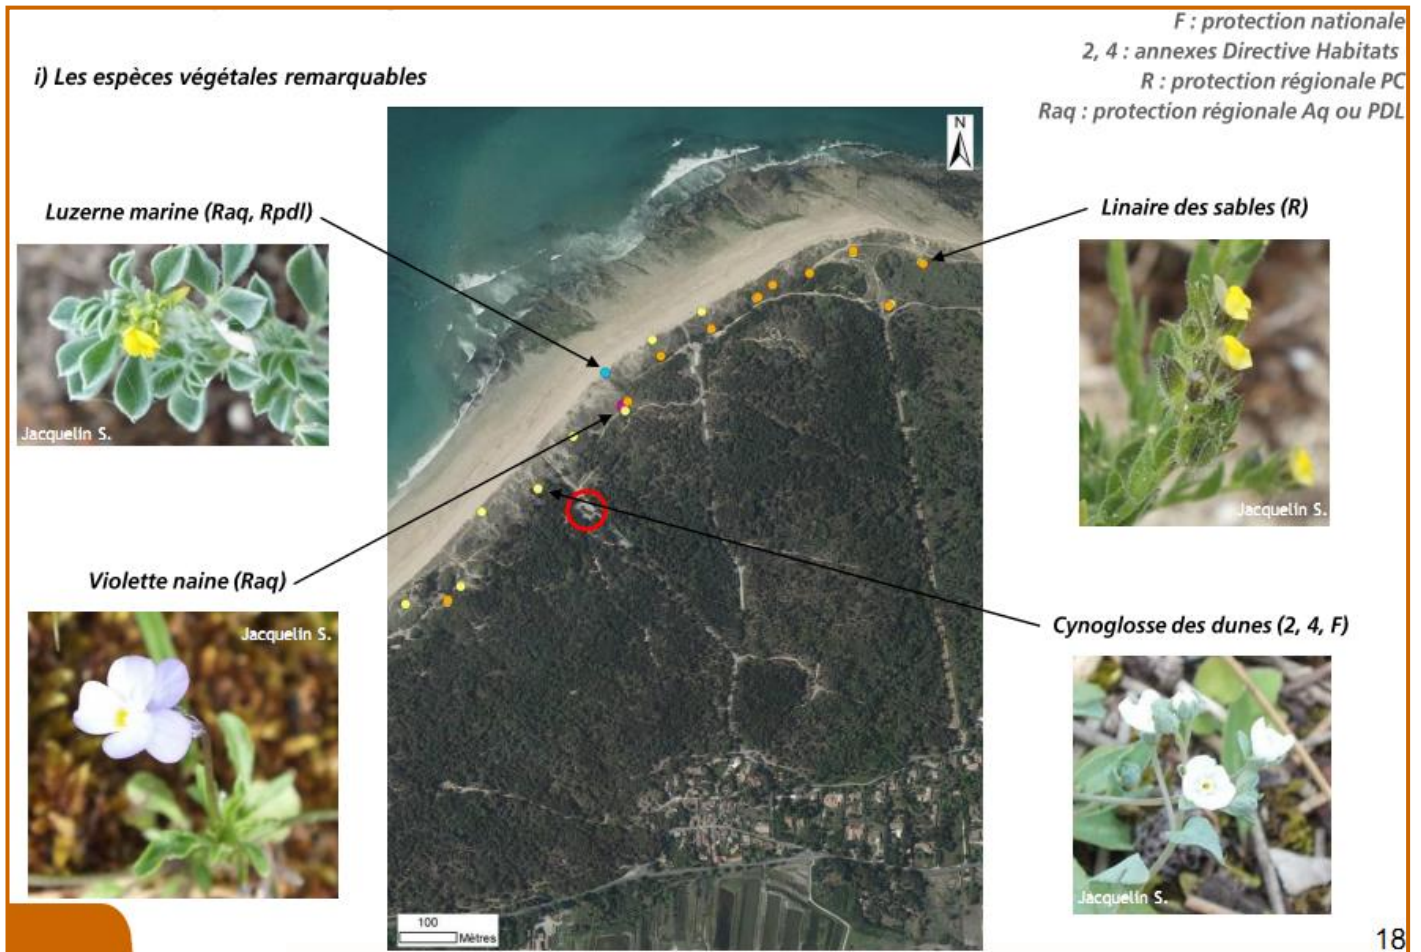 F : protection nationale
2, 4 : annexes Directive Habitats
R : protection régionale PC
Raq : protection régionale Aq ou PDL
i) Les espèces végétales remarquables
N
Luzerne marine (Raq, Rpdl)
Linaire des sables (R)
Jacquelin S.
Jacquelin S.
Violette naine (Raq)
Cynoglosse des dunes (2, 4, F)
Jacquelin S.
Jacquelin S.
100
Mètres
18